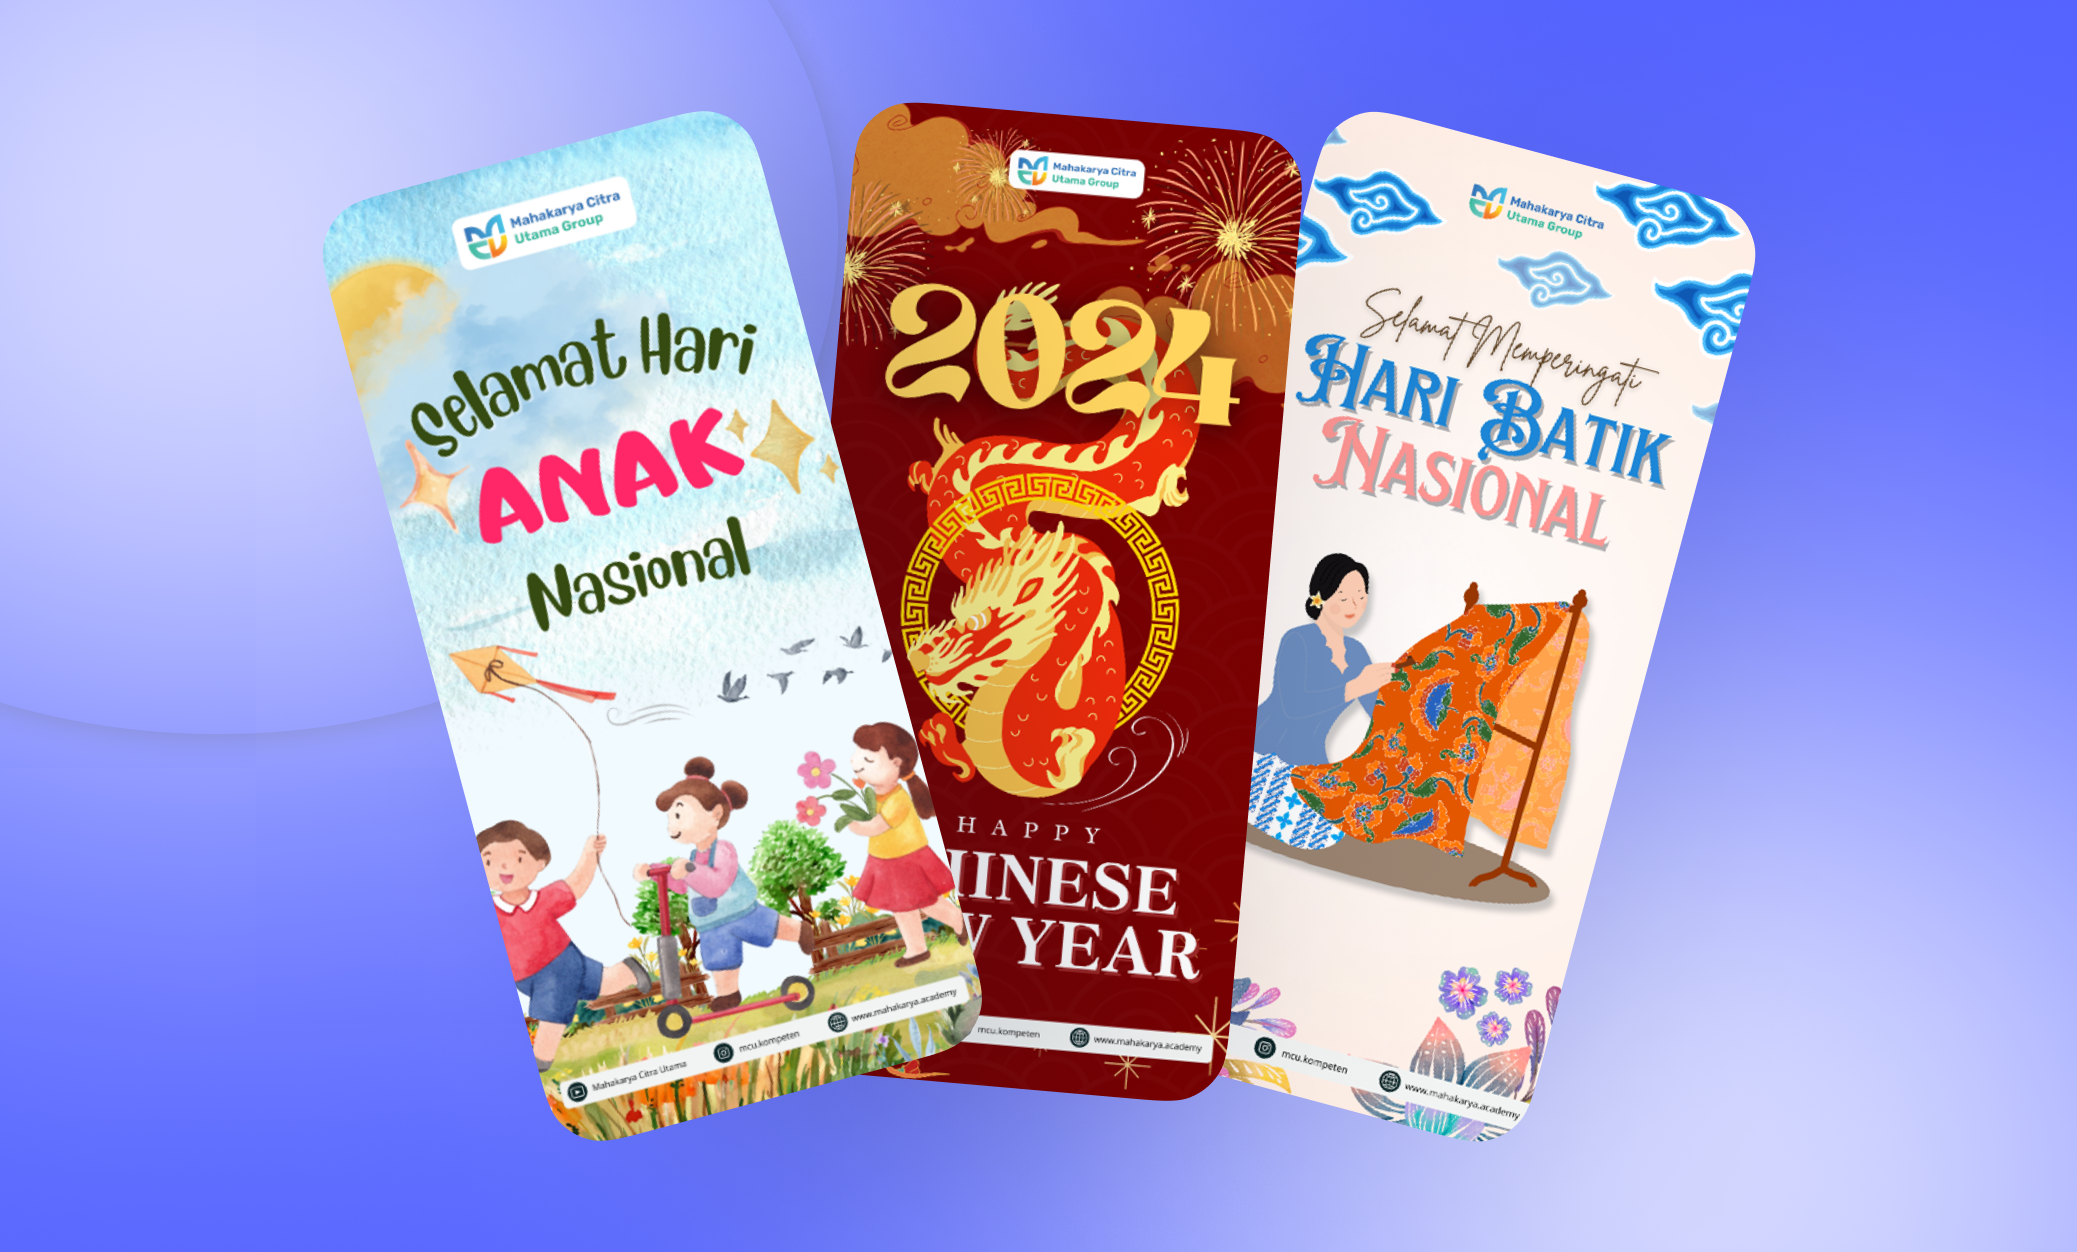 Mahakarya Citra
Utama Group
Selamat Hari
ANAK
Nasional
Mahakarya Citra Utama
mcu.kompeten
www.mahakarya.academy
Mahakarya Citra
Utama Group
2024
HAPPY
HINESE
YEAR
mcu.kompeten
www.mahakarya.academy
Mahakarya Citra
Utama Group
Selamat Memperingati
HARI BATIK
NASIONAL
mcu.kompeten
www.mahakarya.academy